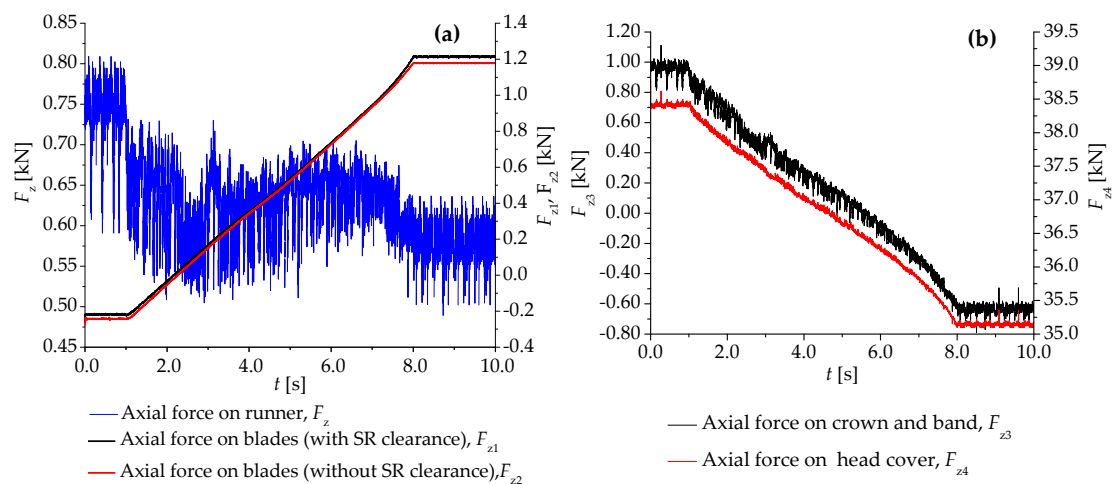 (a)
0.85
0.80
0.75
0.70
0.65
0.60
0.55
0.50
0.45
F_z [kN]
1.4
1.2
1.0
0.8
0.6
0.4
0.2
0.0
-0.2
-0.4
F_z1, F_z2 [kN]
0.0 2.0 4.0 6.0 8.0 10.0
t [s]
Axial force on runner, F_z
Axial force on blades (with SR clearance), F_z1
Axial force on blades (without SR clearance),F_z2
(b)
1.20
1.00
0.80
0.60
0.40
0.20
0.00
-0.20
-0.40
-0.60
-0.80
F_z3 [kN]
39.5
39.0
38.5
38.0
37.5
37.0
36.5
36.0
35.5
35.0
F_z4 [kN]
0.0 2.0 4.0 6.0 8.0 10.0
t [s]
Axial force on crown and band, F_z3
Axial force on head cover, F_z4